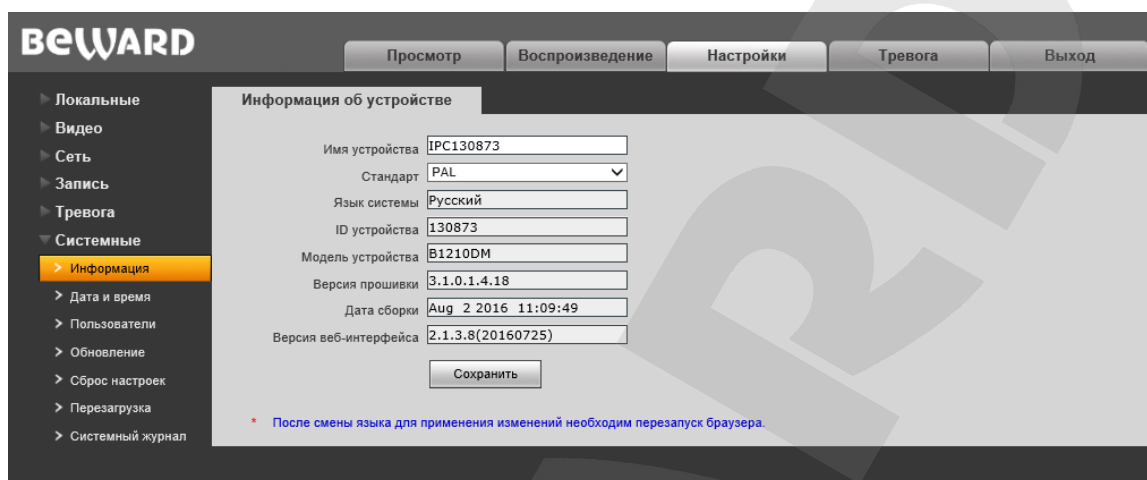 BEWARD
Просмотр Воспроизведение Настройки Тревога Выход
Локальные
Видео
Сеть
Запись
Тревога
Системные
Информация
Дата и время
Пользователи
Обновление
Сброс настроек
Перезагрузка
Системный журнал
Информация об устройстве
Имя устройства IPC130873
Стандарт PAL
Язык системы Русский
ID устройства 130873
Модель устройства B1210DM
Версия прошивки 3.1.0.1.4.18
Дата сборки Aug 2 2016 11:09:49
Версия веб-интерфейса 2.1.3.8(20160725)
Сохранить
* После смены языка для применения изменений необходим перезапуск браузера.